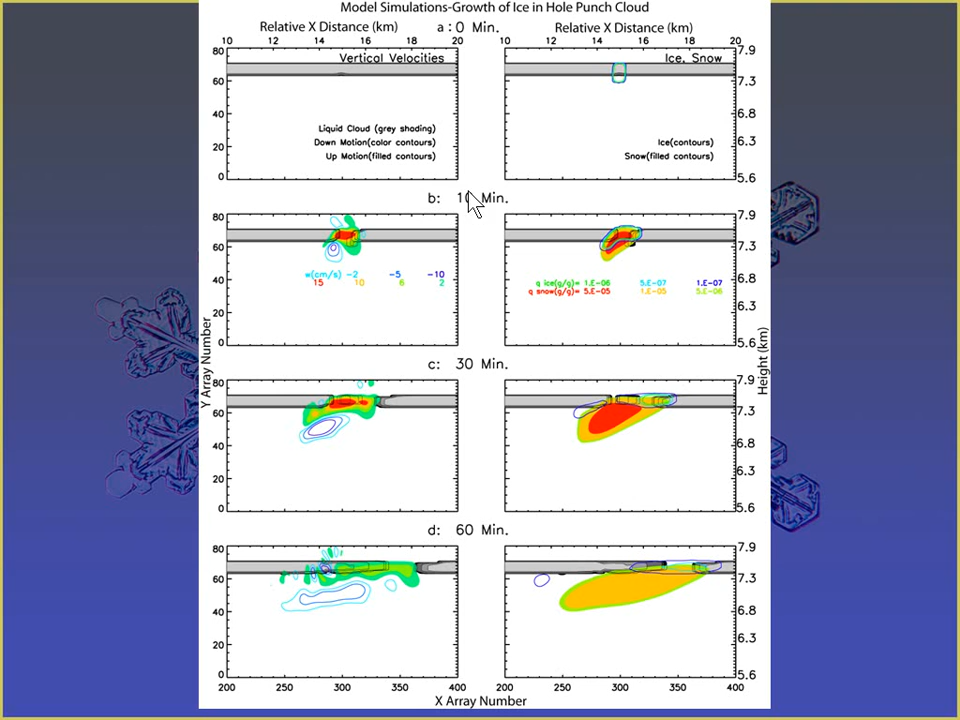 Model Simulations-Growth of Ice in Hole Punch Cloud
Relative X Distance (km) a : 0 Min. Relative X Distance (km)
10 12 14 16 18 20 10 12 14 16 18 20
80 Vertical Velocities Ice, Snow 7.9
60 7.3
40 6.8
Liquid Cloud (grey shading)
Down Motion(color contours) Ice(contours) 6.3
20 Up Motion(filled contours) Snow(filled contours)
0 5.6
b: 10 Min.
80 7.9
60 7.3
w(cm/s) -2 -5 -10 q ice(g/g)= 1.E-06 5.E-07 1.E-07
40 15 10 6 2 q snow(g/g)= 5.E-05 1.E-05 5.E-06 6.8
20 6.3
0 5.6
Y Array Number
Height (km)
c: 30 Min.
80 7.9
60 7.3
40 6.8
20 6.3
0 5.6
d: 60 Min.
80 7.9
60 7.3
40 6.8
20 6.3
0 5.6
200 250 300 350 400 200 250 300 350 400
X Array Number